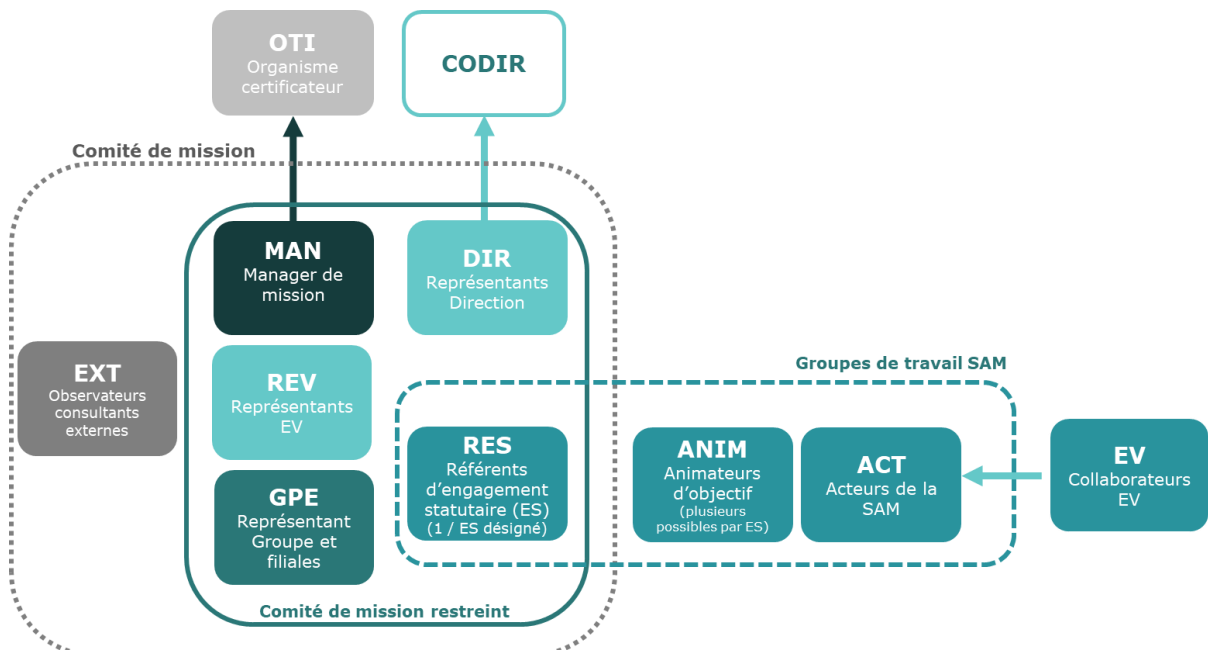 OTI
Organisme
certificateur
CODIR
Comité de mission
MAN
Manager de
mission
DIR
Représentants
Direction
EXT
Observateurs
consultants
externes
REV
Représentants
EV
Groupes de travail SAM
RES
Référents
d'engagement
statutaire (ES)
(1 / ES désigné)
ANIM
Animateurs
d'objectif
(plusieurs
possibles par ES)
ACT
Acteurs de la
SAM
EV
Collaborateurs
EV
GPE
Représentant
Groupe et
filiales
Comité de mission restreint